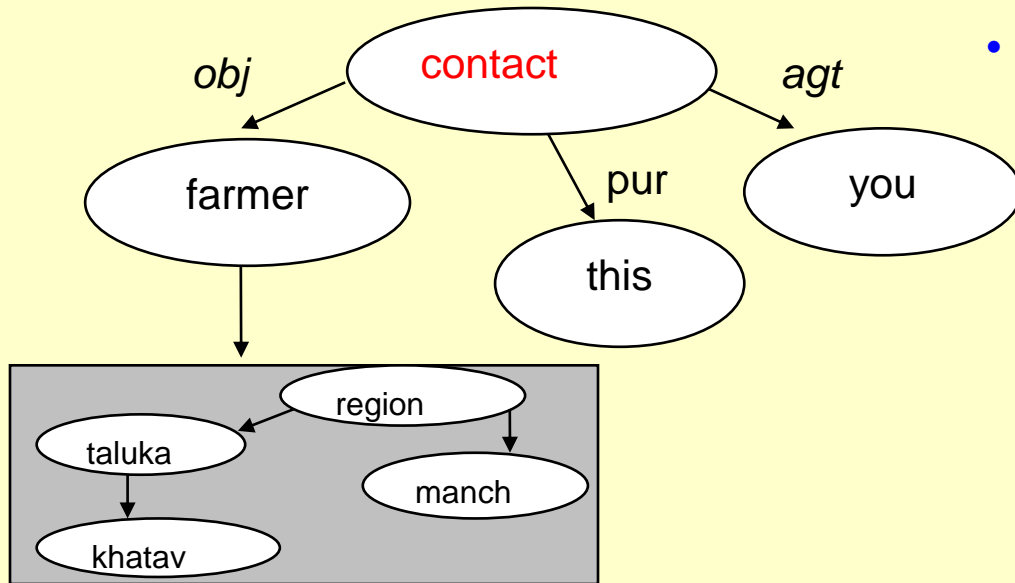 contact
obj
agt
farmer
pur
you
this
region
taluka
manch
khatav